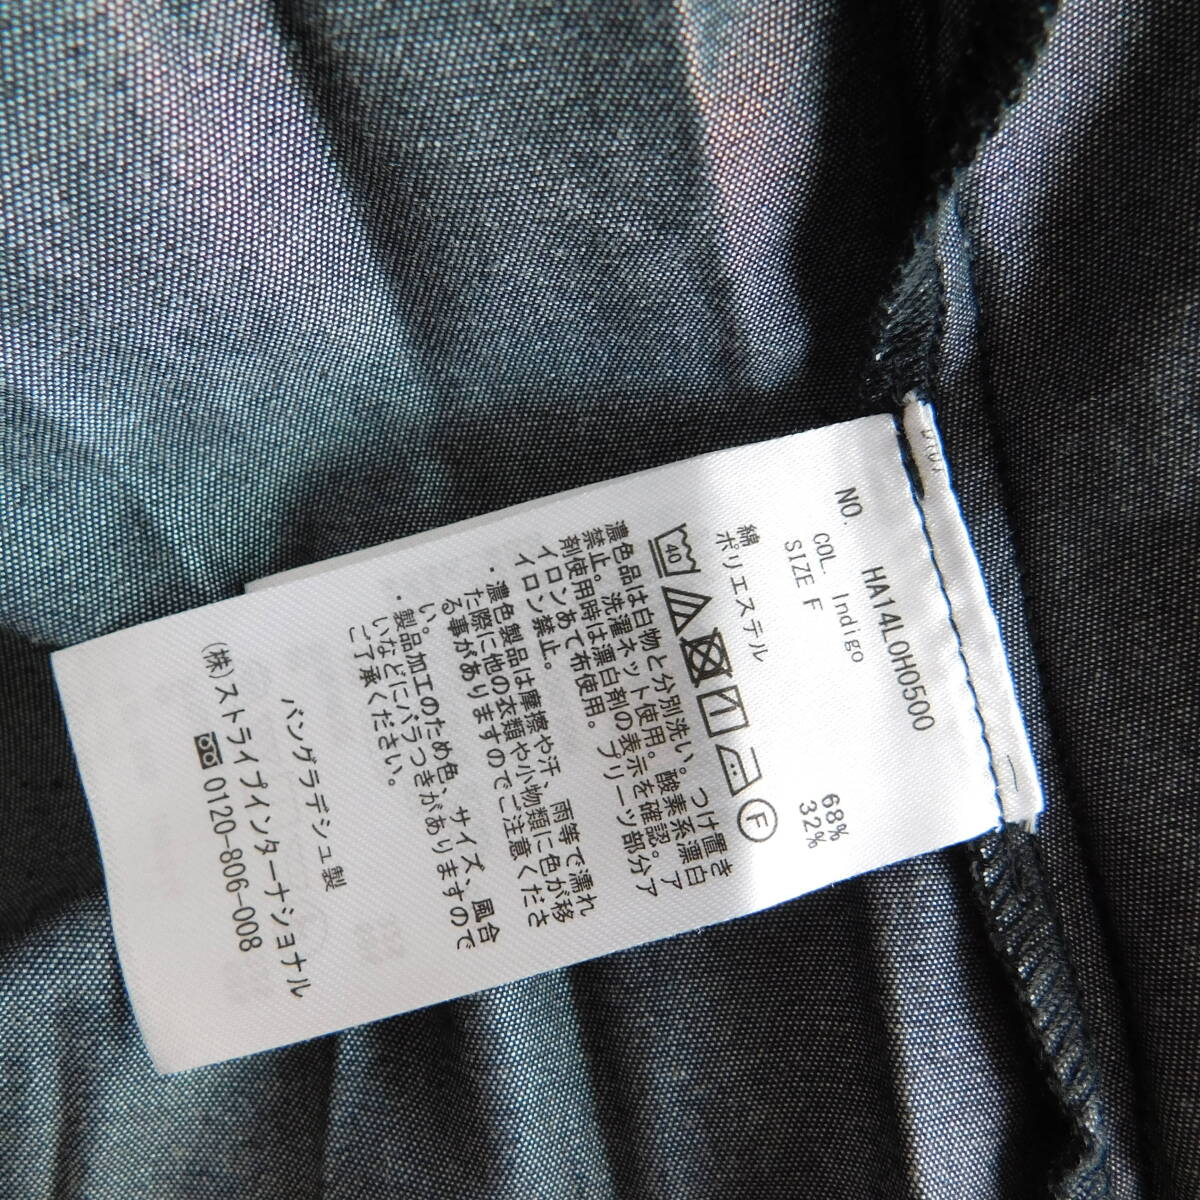 NO. HA14L0H0500
COL. Indigo
SIZE F
綿 68%
ポリエステル 32%
40
F
濃色品は白物と分別洗い。つけ置き
禁止。洗濯ネット使用。酸素系漂白
剤使用時は漂白剤の表示を確認。ア
イロンあて布使用。プリーツ部分ア
イロン禁止。
・濃色製品は摩擦や汗、雨等で濡れ
た際に他の衣類や小物類に色が移
る事がありますのでご注意くださ
い。
・製品加工のため色、サイズ、風合
いなどにバラつきがありますので
ご了承ください。
バングラデシュ製
(株)ストライプインターナショナル
0120-806-008